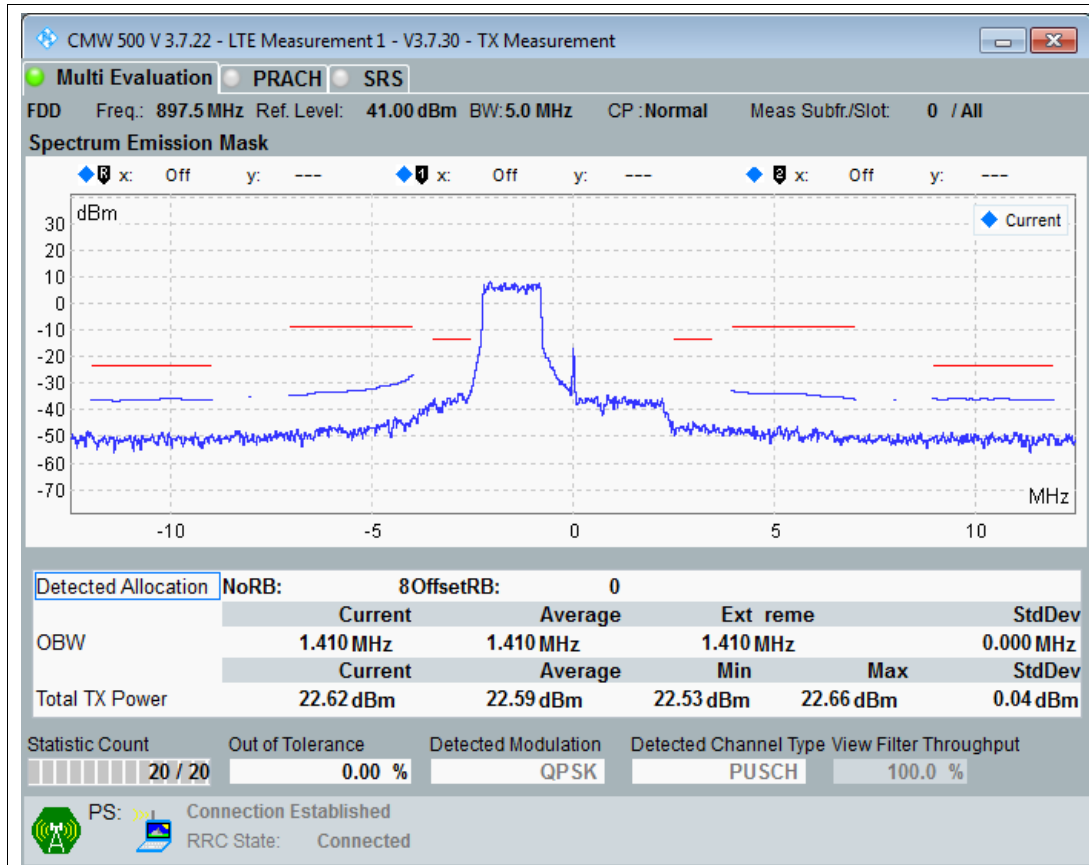 CMW 500 V 3.7.22 - LTE Measurement 1 - V3.7.30 - TX Measurement
Multi Evaluation PRACH SRS
FDD Freq.: 897.5 MHz Ref. Level: 41.00 dBm BW: 5.0 MHz CP : Normal Meas Subfr./Slot: 0 / All
Spectrum Emission Mask
R x: Off y: --- 1 x: Off y: --- 2 x: Off y: ---
dBm
Current
30
20
10
0
-10
-20
-30
-40
-50
-60
-70
MHz
-10 -5 0 5 10
Detected Allocation NoRB: 8 OffsetRB: 0
Current Average Ext reme StdDev
OBW 1.410 MHz 1.410 MHz 1.410 MHz 0.000 MHz
Current Average Min Max StdDev
Total TX Power 22.62 dBm 22.59 dBm 22.53 dBm 22.66 dBm 0.04 dBm
Statistic Count Out of Tolerance Detected Modulation Detected Channel Type View Filter Throughput
20 / 20 0.00 % QPSK PUSCH 100.0 %
PS: Connection Established
RRC State: Connected